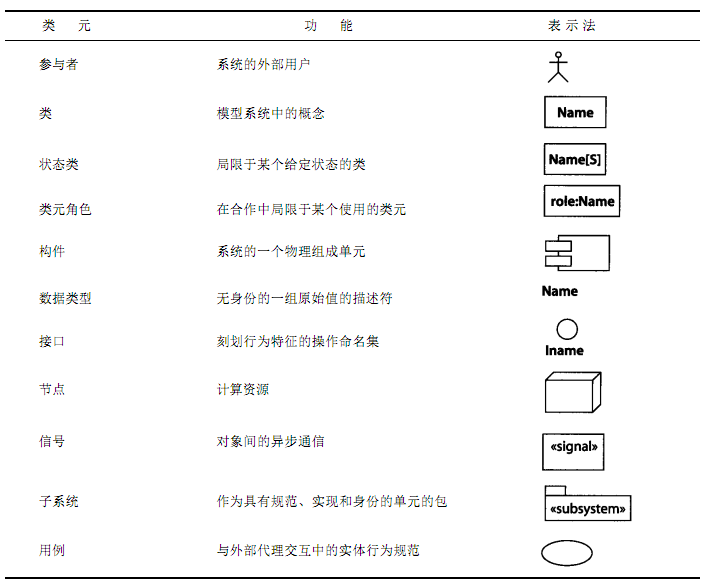 类 元 功 能 表 示 法
参与者 系统的外部用户
类 模型系统中的概念 Name
状态类 局限于某个给定状态的类 Name[S]
类元角色 在合作中局限于某个使用的类元 role:Name
构件 系统的一个物理组成单元
数据类型 无身份的一组原始值的描述符 Name
接口 刻划行为特征的操作命名集 Iname
节点 计算资源
信号 对象间的异步通信 «signal»
子系统 作为具有规范、实现和身份的单元的包 «subsystem»
用例 与外部代理交互中的实体行为规范